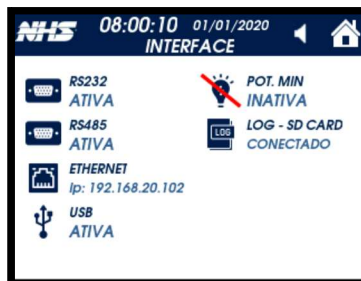 NHS 08:00:10 01/01/2020
INTERFACE
RS232
ATIVA
RS485
ATIVA
ETHERNET
Ip: 192.168.20.102
USB
ATIVA
POT. MIN
INATIVA
LOG
LOG - SD CARD
CONECTADO